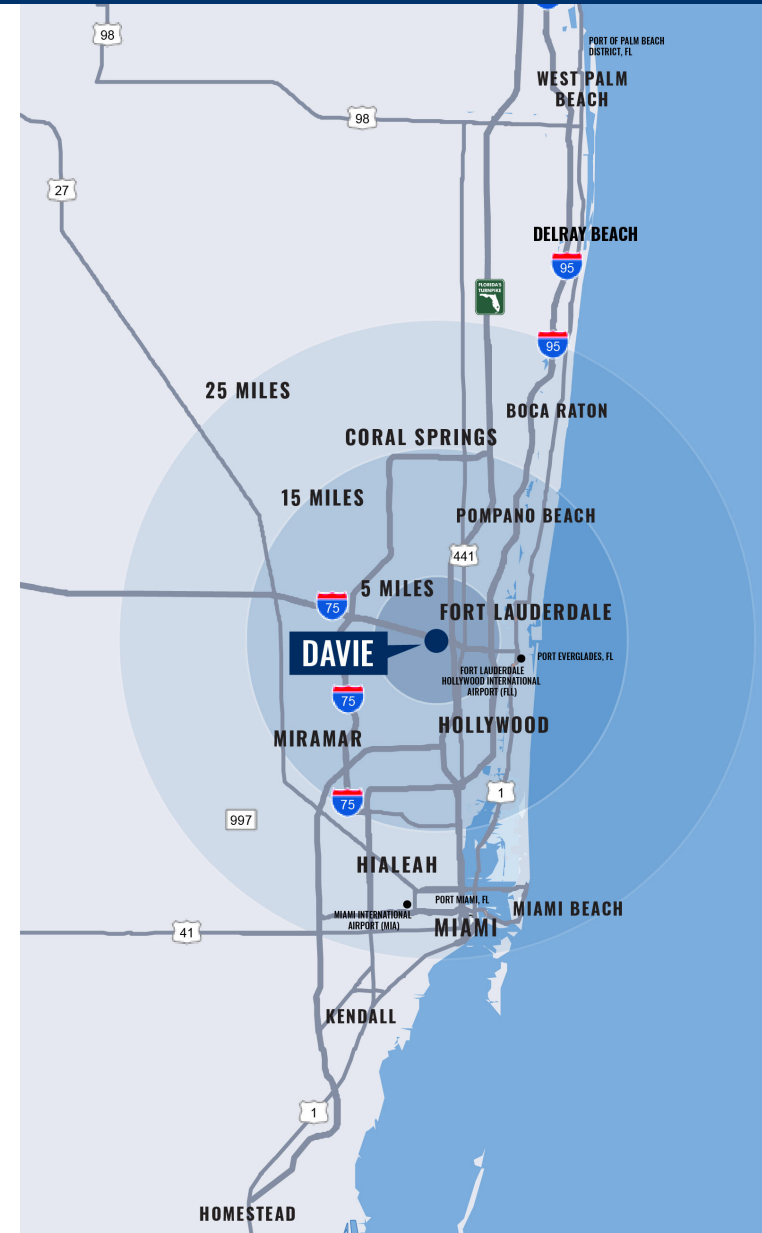 98
PORT OF PALM BEACH
DISTRICT, FL
WEST PALM
BEACH
98
27
DELRAY BEACH
95
FLORIDA'S
TURNPIKE
95
25 MILES
BOCA RATON
CORAL SPRINGS
15 MILES
POMPANO BEACH
441
5 MILES
75
FORT LAUDERDALE
DAVIE
PORT EVERGLADES, FL
FORT LAUDERDALE
HOLLYWOOD INTERNATIONAL
AIRPORT (FLL)
75
HOLLYWOOD
MIRAMAR
1
75
997
HIALEAH
PORT MIAMI, FL
MIAMI BEACH
MIAMI INTERNATIONAL
AIRPORT (MIA)
MIAMI
41
KENDALL
1
HOMESTEAD